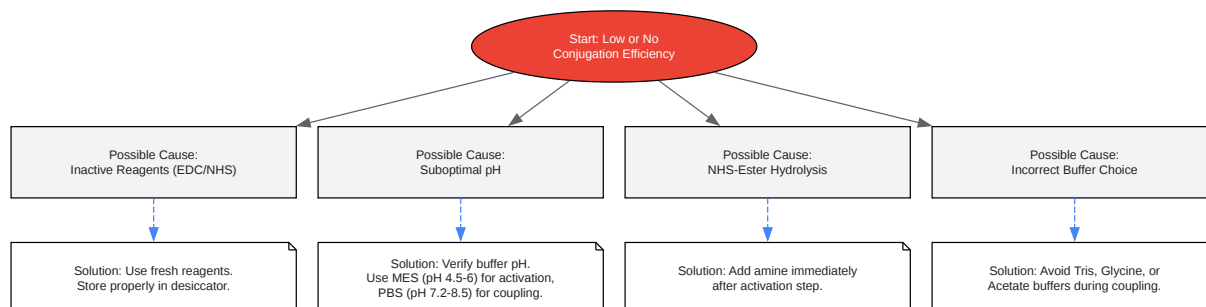 Start: Low or No
Conjugation Efficiency
Possible Cause:
Inactive Reagents (EDC/NHS)
Possible Cause:
Suboptimal pH
Possible Cause:
NHS-Ester Hydrolysis
Possible Cause:
Incorrect Buffer Choice
Solution: Use fresh reagents.
Store properly in desiccator.
Solution: Verify buffer pH.
Use MES (pH 4.5-6) for activation,
PBS (pH 7.2-8.5) for coupling.
Solution: Add amine immediately
after activation step.
Solution: Avoid Tris, Glycine, or
Acetate buffers during coupling.